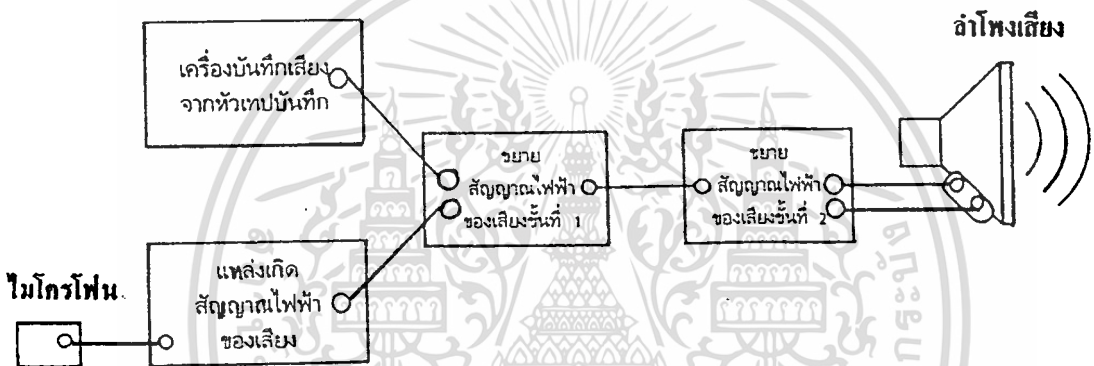 ลำโพงเสียง
เครื่องบันทึกเสียง
จากหัวเทปบันทึก
ขยาย
สัญญาณไฟฟ้า
ของเสียงชั้นที่ 1
ขยาย
สัญญาณไฟฟ้า
ของเสียงชั้นที่ 2
ไมโครโฟน
แหล่งเกิด
สัญญาณไฟฟ้า
ของเสียง